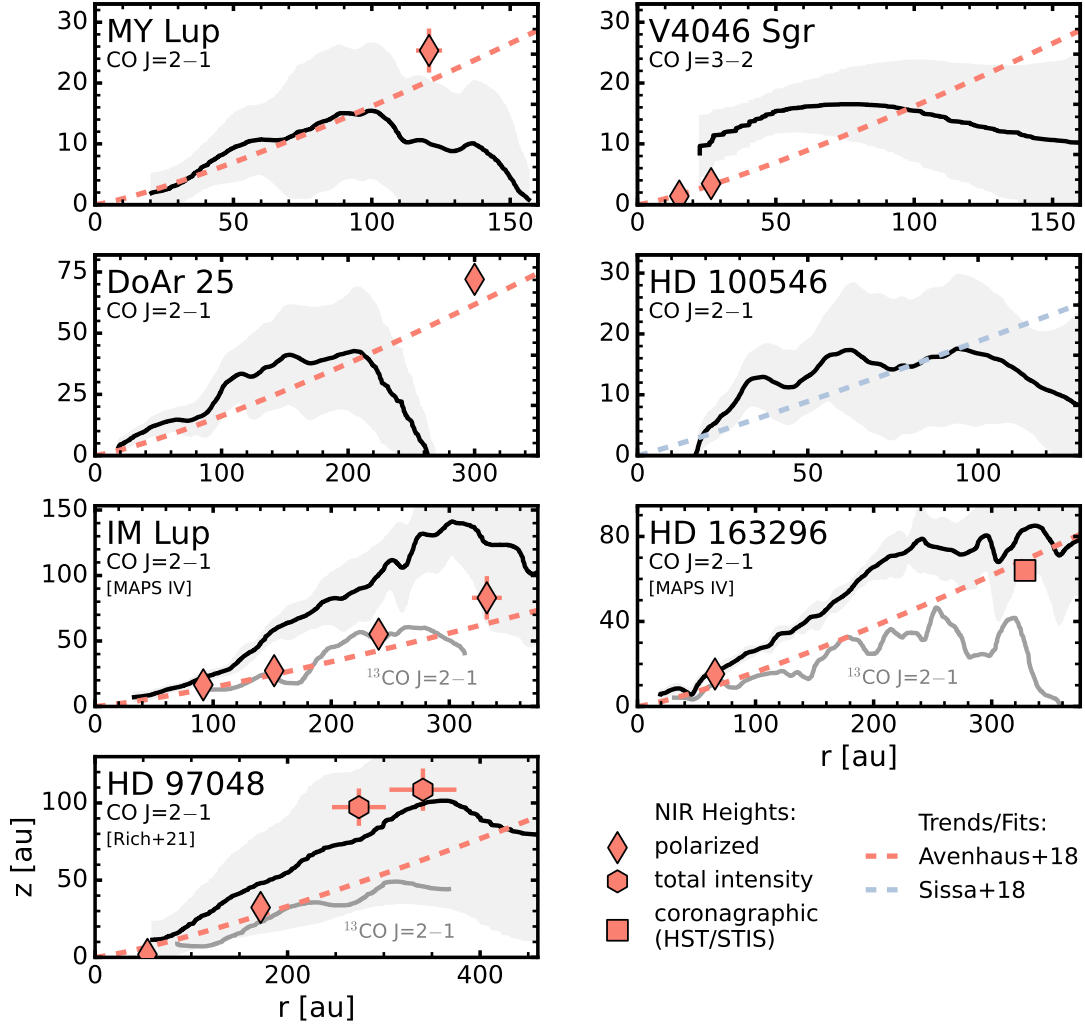 MY Lup
CO J=2−1
30
20
10
0
0
50
100
150
V4046 Sgr
CO J=3−2
30
20
10
0
0
50
100
150
DoAr 25
CO J=2−1
75
50
25
0
0
100
200
300
HD 100546
CO J=2−1
30
20
10
0
0
50
100
IM Lup
CO J=2−1
[MAPS IV]
150
100
50
0
13CO J=2−1
0
100
200
300
HD 163296
CO J=2−1
[MAPS IV]
80
40
0
13CO J=2−1
0
100
200
300
r [au]
HD 97048
CO J=2−1
[Rich+21]
100
50
0
z [au]
13CO J=2−1
0
200
400
r [au]
NIR Heights:
polarized
total intensity
coronagraphic
(HST/STIS)
Trends/Fits:
Avenhaus+18
Sissa+18